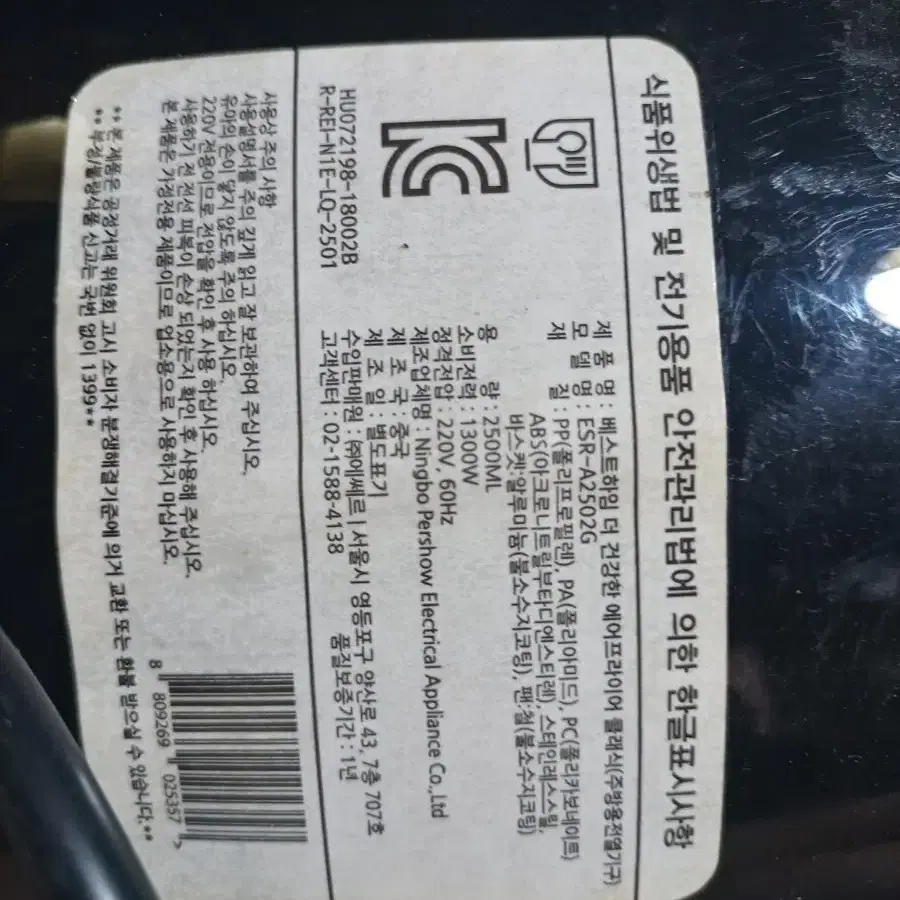 식품위생법 및 전기용품 안전관리법에 의한 한글표시사항
KC
HU072198-18002B
R-REI-N1E-LQ-2501
제 품 명 : 베스트하임 더 건강한 에어프라이어 클래식(주방용전열기구)
모 델 명 : ESR-A2502G
재 질 : PP(폴리프로필렌), PA(폴리아미드), PC(폴리카보네이트)
ABS(아크로니트릴부타디엔스티렌), 스테인레스스틸,
바스켓:알루미늄(불소수지코팅), 팬:철(불소수지코팅)
용 량 : 2500ML
소비전력 : 1300W
정격전압 : 220V, 60Hz
제조업체명 : Ningbo Pershow Electrical Appliance Co.,Ltd
제 조 국 : 중국
제 조 일 : 별도표기
수입판매원 : ㈜에쎄르 | 서울시 영등포구 양산로 43, 7층 707호
고객센터 : 02-1588-4138 품질보증기간 : 1년
사용상 주의 사항
사용설명서를 주의 깊게 읽고 잘 보관하여 주십시오.
유아의 손이 닿지 않도록 주의 하십시오.
220V 전용이므로 전압을 확인 후 사용 하십시오.
사용하기 전 전선 피복이 손상 되었는지 확인 후 사용해 주십시오.
본 제품은 가정전용 제품이므로 업소용으로 사용하지 마십시오.
8 809269 025357 >
**본 제품은 공정거래 위원회 고시 소비자 분쟁해결기준에 의거 교환 또는 환불 받으실 수 있습니다.**
**부정/불량식품 신고는 국번 없이 1399**